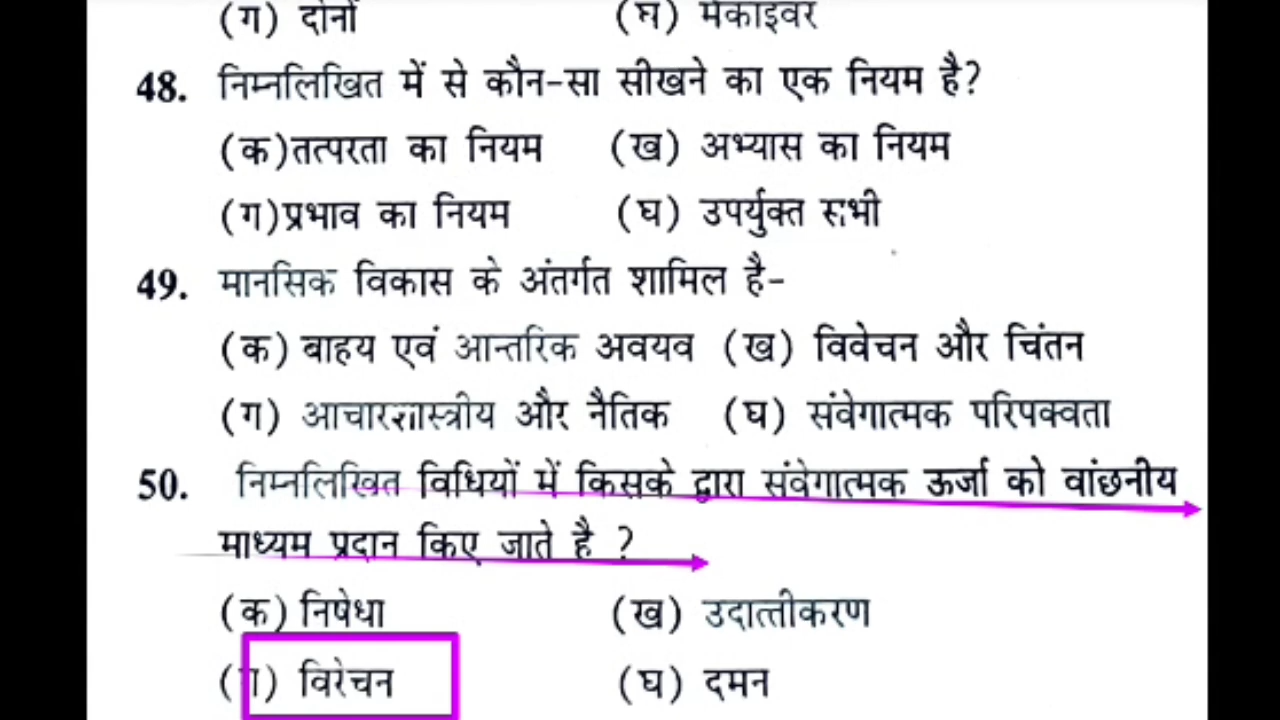 (ग) दोनों (घ) मैकाइवर
48. निम्नलिखित में से कौन-सा सीखने का एक नियम है?
(क)तत्परता का नियम (ख) अभ्यास का नियम
(ग)प्रभाव का नियम (घ) उपर्युक्त सभी
49. मानसिक विकास के अंतर्गत शामिल है-
(क) बाहय एवं आन्तरिक अवयव (ख) विवेचन और चिंतन
(ग) आचारशास्त्रीय और नैतिक (घ) संवेगात्मक परिपक्वता
50. निम्नलिखित विधियों में किसके द्वारा संवेगात्मक ऊर्जा को वांछनीय
माध्यम प्रदान किए जाते है ?
(क) निषेधा (ख) उदात्तीकरण
(ग) विरेचन (घ) दमन